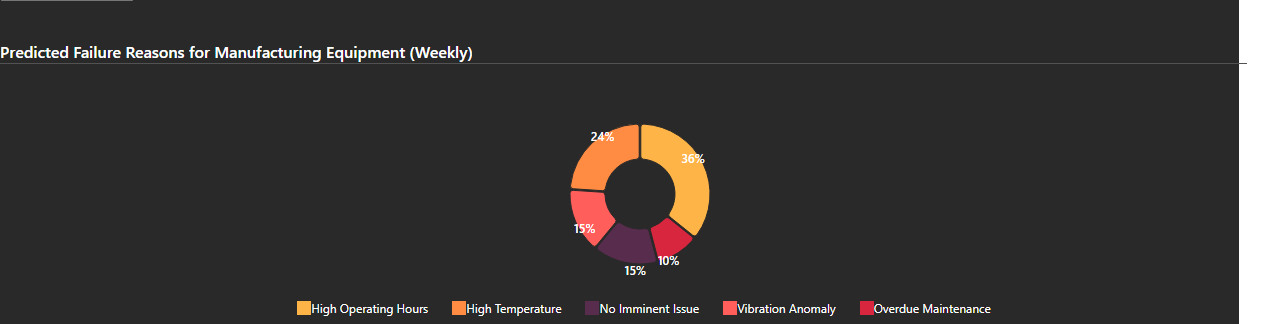 Predicted Failure Reasons for Manufacturing Equipment (Weekly)
24%
36%
15%
15%
10%
High Operating Hours High Temperature No Imminent Issue Vibration Anomaly Overdue Maintenance